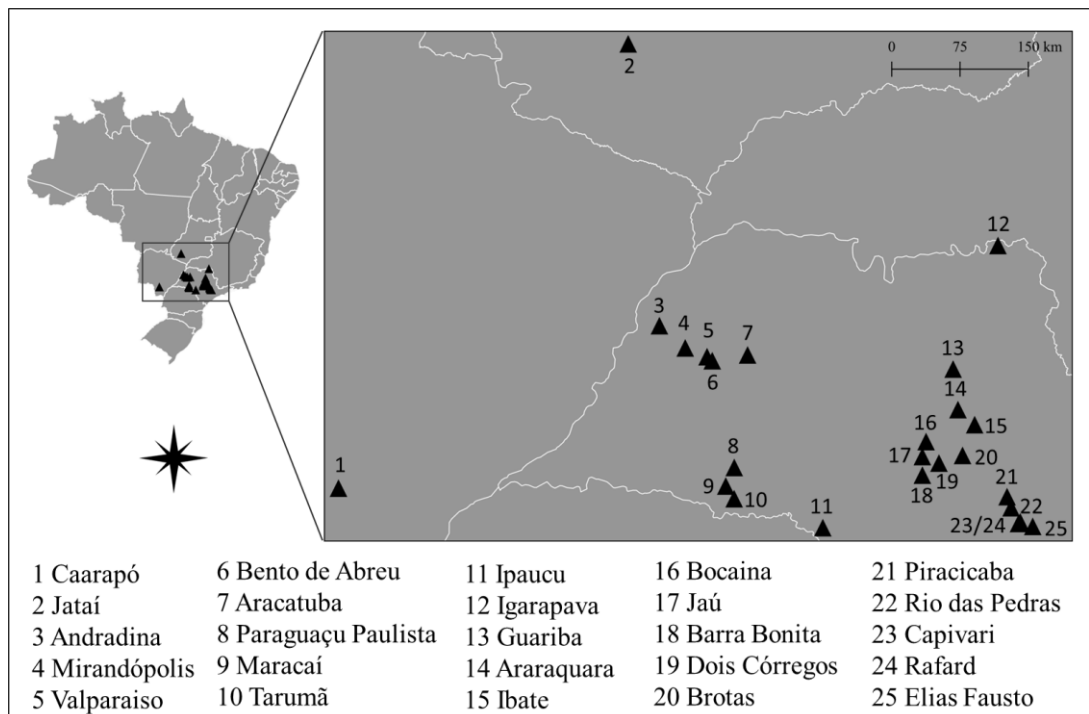 0 75 150 km
2
12
3
4 5 7
6
13
14
15
16
17
18
19
20
8
9
10
1
11
21
22
23/24
25
1 Caarapó
2 Jataí
3 Andradina
4 Mirandópolis
5 Valparaiso
6 Bento de Abreu
7 Aracatuba
8 Paraguaçu Paulista
9 Maracaí
10 Tarumã
11 Ipaucu
12 Igarapava
13 Guariba
14 Araraquara
15 Ibate
16 Bocaina
17 Jaú
18 Barra Bonita
19 Dois Córregos
20 Brotas
21 Piracicaba
22 Rio das Pedras
23 Capivari
24 Rafard
25 Elias Fausto